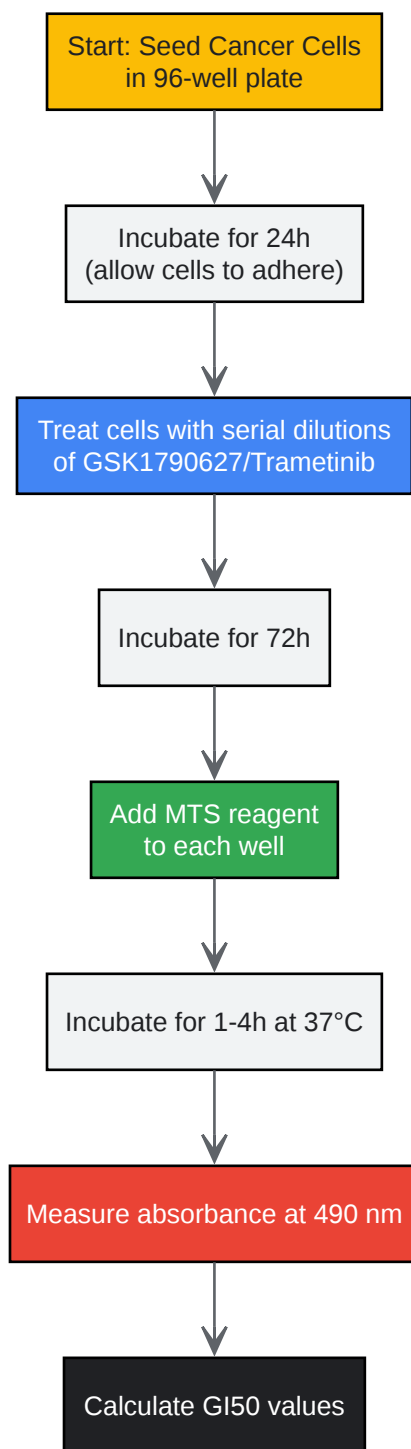 Start: Seed Cancer Cells
in 96-well plate
Incubate for 24h
(allow cells to adhere)
Treat cells with serial dilutions
of GSK1790627/Trametinib
Incubate for 72h
Add MTS reagent
to each well
Incubate for 1-4h at 37°C
Measure absorbance at 490 nm
Calculate GI50 values